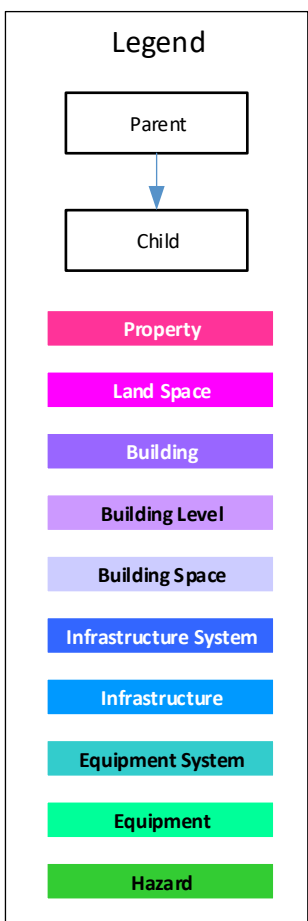 Legend
Parent
Child
Property
Land Space
Building
Building Level
Building Space
Infrastructure System
Infrastructure
Equipment System
Equipment
Hazard